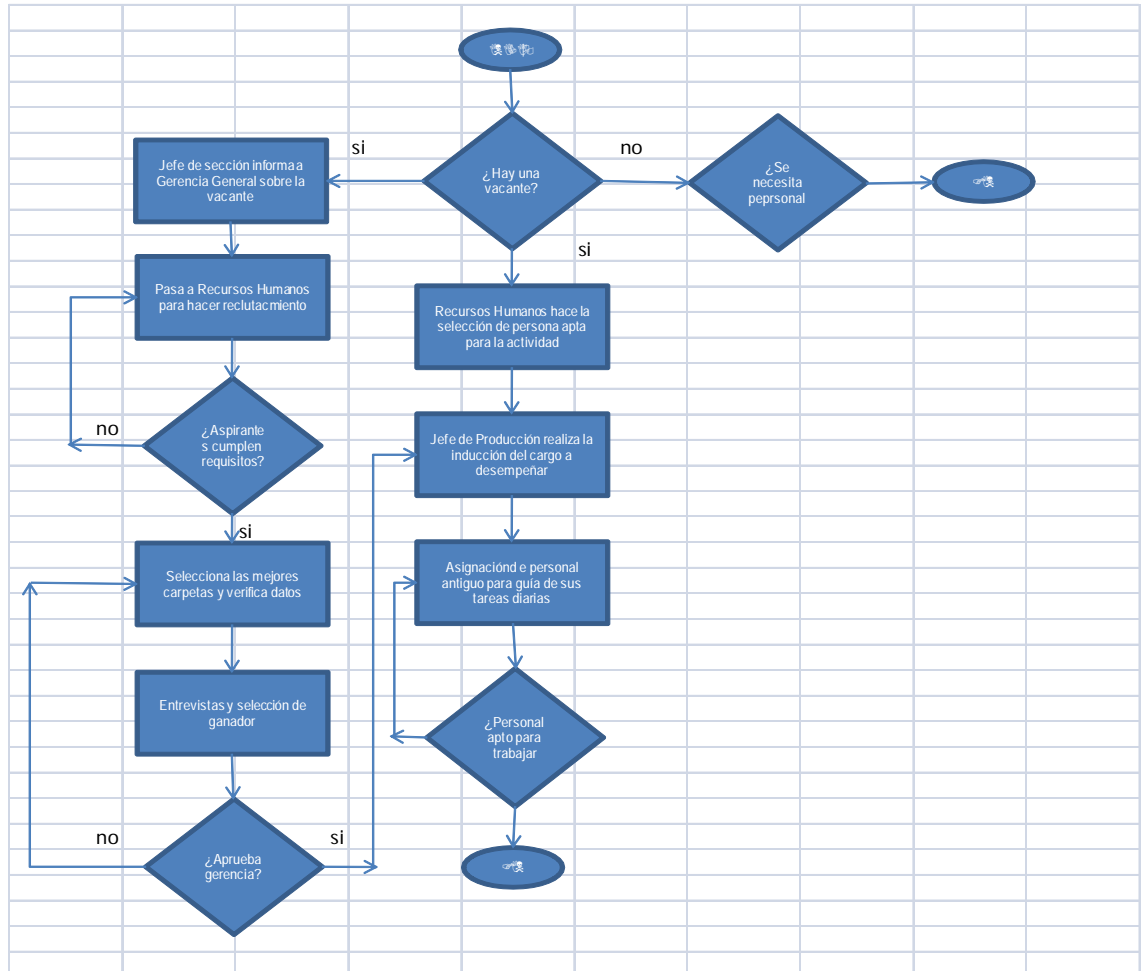 si
no
¿Hay una
vacante?
Jefe de sección informa a
Gerencia General sobre la
vacante
¿Se
necesita
peprsonal
si
Pasa a Recursos Humanos
para hacer reclutacmiento
Recursos Humanos hace la
selección de persona apta
para la actividad
no
¿Aspirante
s cumplen
requisitos?
Jefe de Producción realiza la
inducción del cargo a
desempeñar
si
Selecciona las mejores
carpetas y verifica datos
Asignaciónd e personal
antiguo para guía de sus
tareas diarias
Entrevistas y selección de
ganador
¿Personal
apto para
trabajar
no
si
¿Aprueba
gerencia?